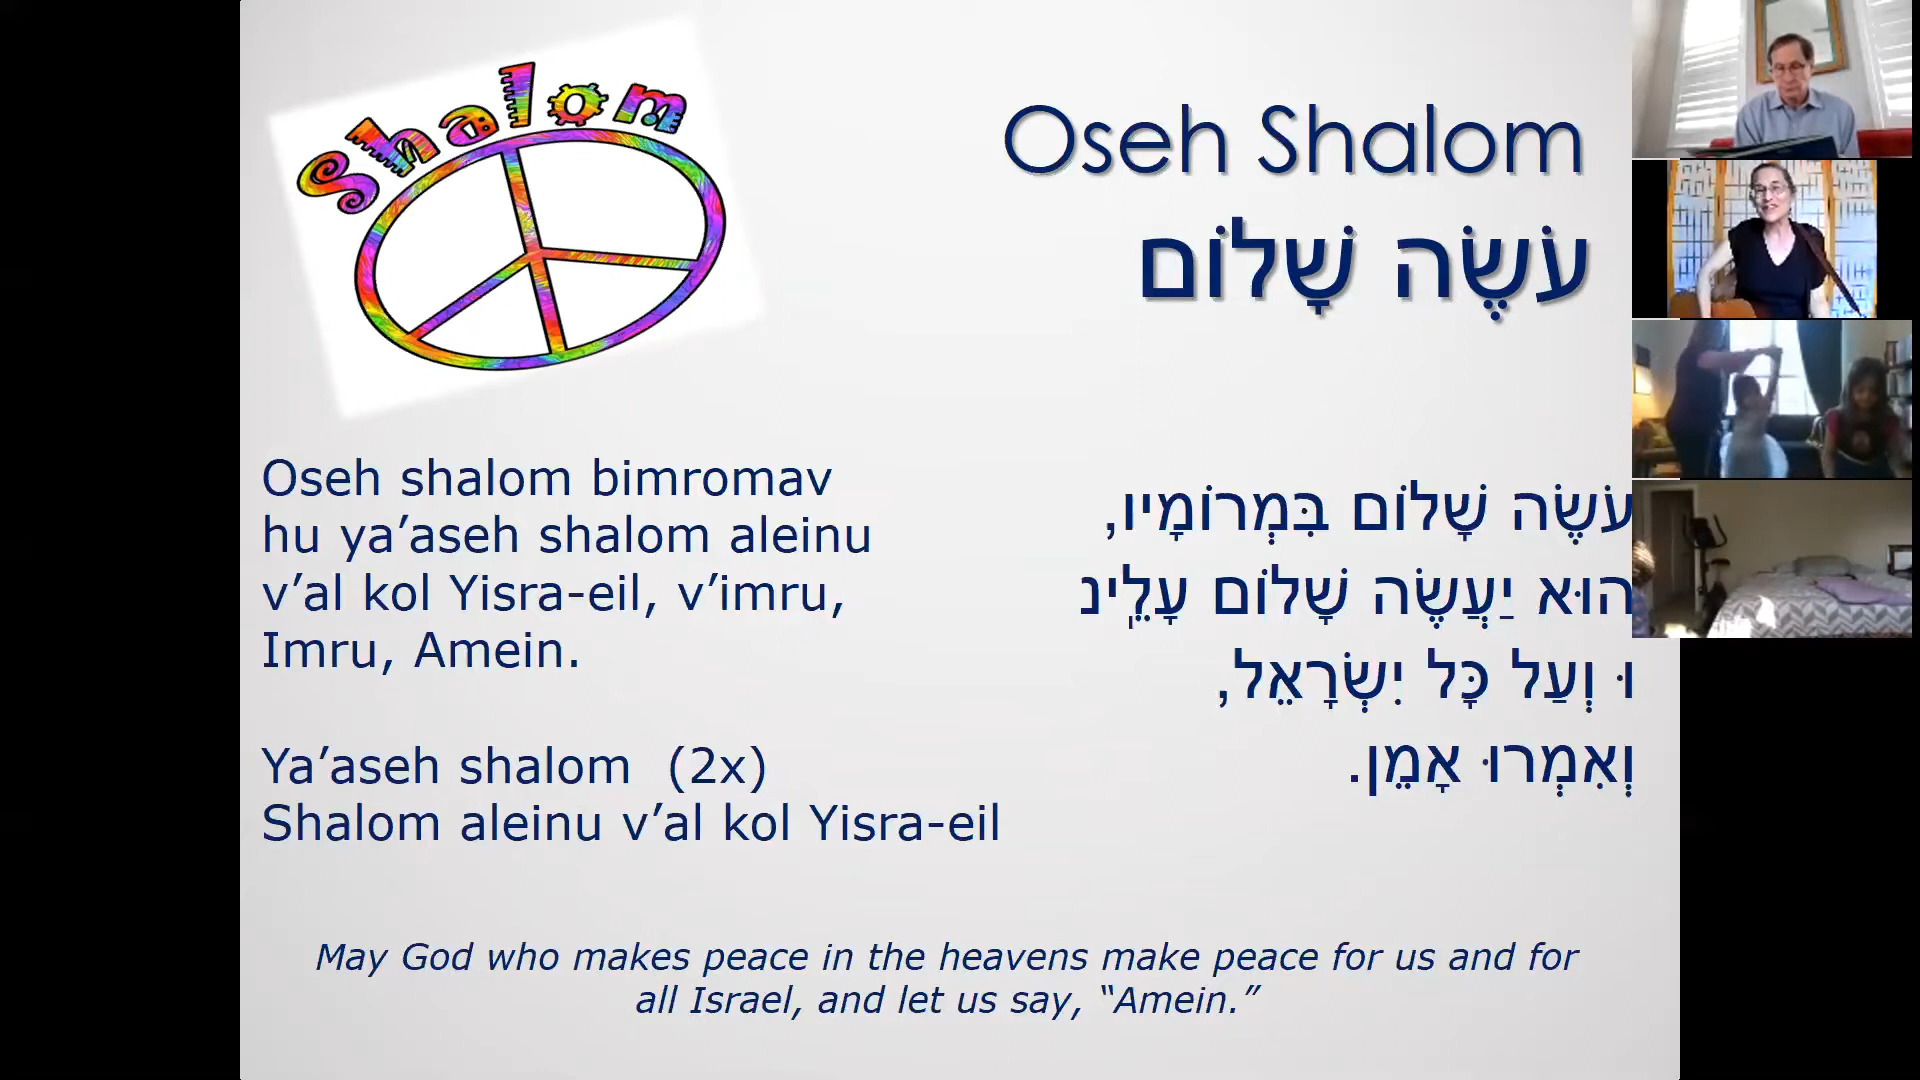 Shalom
Oseh Shalom
עֹשֶׂה שָׁלוֹם
Oseh shalom bimromav
hu ya’aseh shalom aleinu
v’al kol Yisra-eil, v’imru,
Imru, Amein.
Ya’aseh shalom (2x)
Shalom aleinu v’al kol Yisra-eil
עֹשֶׂה שָׁלוֹם בִּמְרוֹמָיו,
הוּא יַעֲשֶׂה שָׁלוֹם עָלֵֽינ
וּ וְעַל כָּל יִשְׂרָאֵל,
וְאִמְרוּ אָמֵן.
May God who makes peace in the heavens make peace for us and for
all Israel, and let us say, “Amein.”